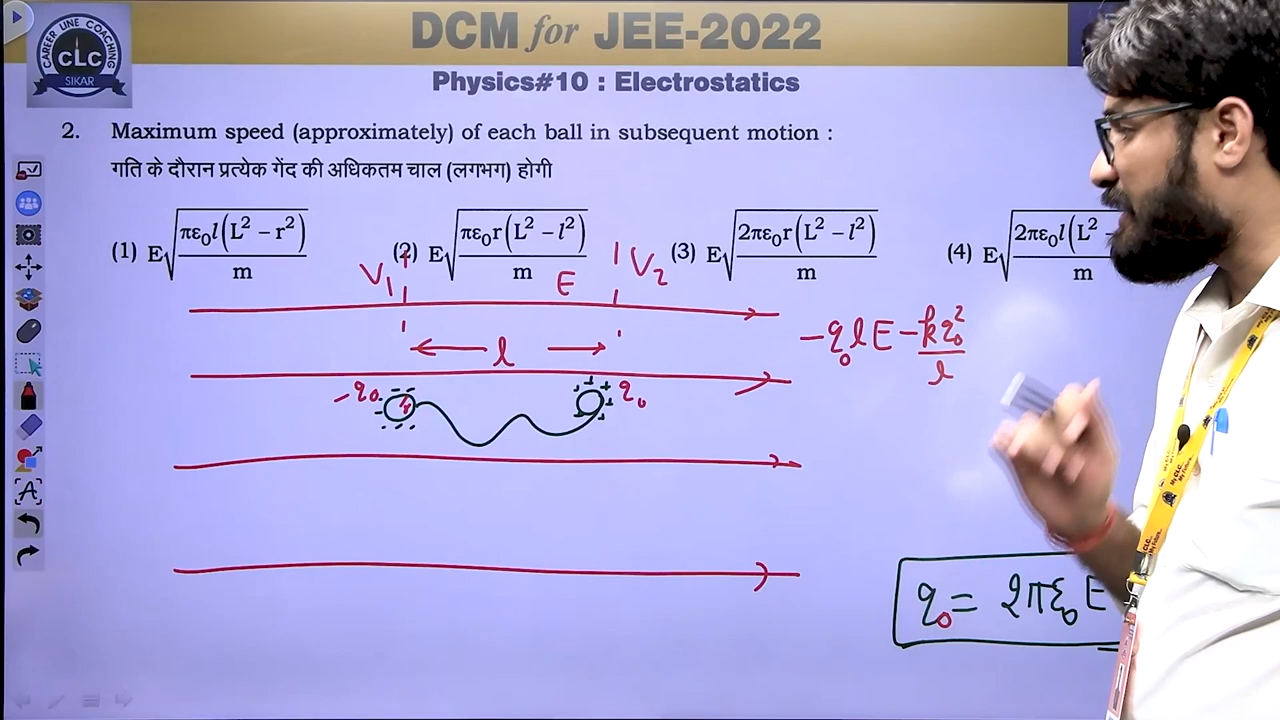 DCM for JEE-2022
CAREER LINE COACHING
CLC
SIKAR
Physics#10 : Electrostatics
2. Maximum speed (approximately) of each ball in subsequent motion :
गति के दौरान प्रत्येक गेंद की अधिकतम चाल (लगभग) होगी
(1) E√(πε₀l(L² − r²)/m) (2) E√(πε₀r(L² − l²)/m) (3) E√(2πε₀r(L² − l²)/m) (4) E√(2πε₀l(L² −/m
V₁ E V₂
l
−q₀lE − kq₀²/l
−q₀ r q₀
q₀ = 2πε₀E
A